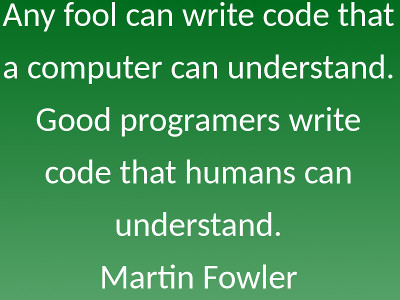 Any fool can write code that
a computer can understand.
Good programers write
code that humans can
understand.
Martin Fowler